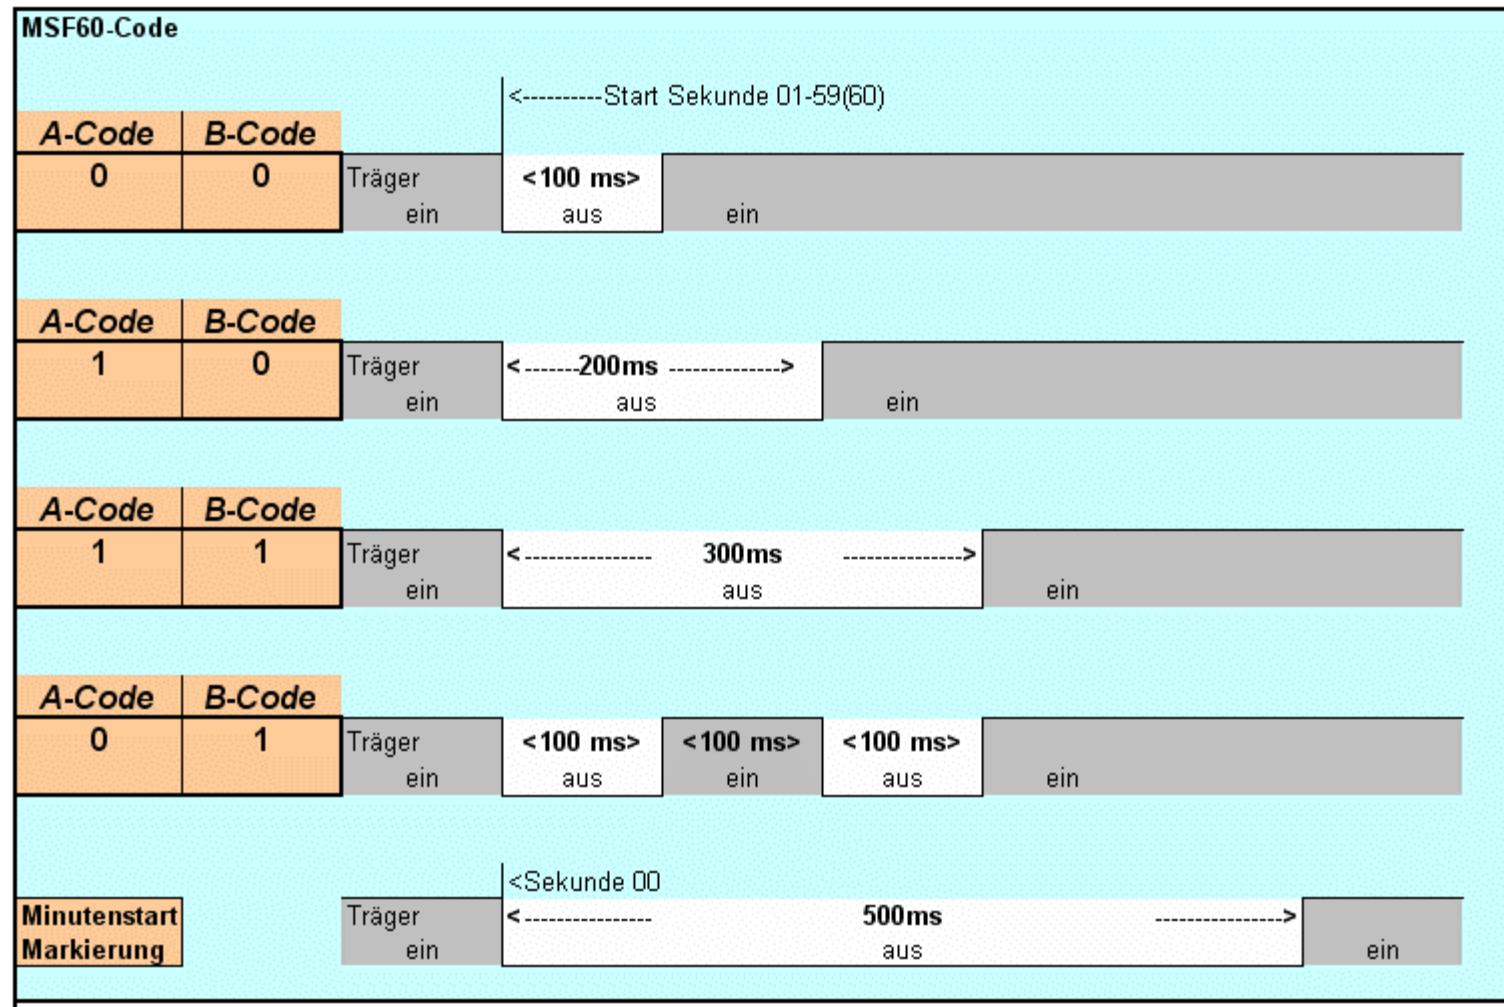 MSF60-Code
<----------Start Sekunde 01-59(60)
A-Code B-Code
0 0 Träger <100 ms>
ein aus ein
A-Code B-Code
1 0 Träger < -------200ms --------------->
ein aus ein
A-Code B-Code
1 1 Träger < ---------------- 300ms --------------->
ein aus ein
A-Code B-Code
0 1 Träger <100 ms> <100 ms> <100 ms>
ein aus ein aus ein
<Sekunde 00
Minutenstart Träger < ---------------- 500ms --------------->
Markierung ein aus ein